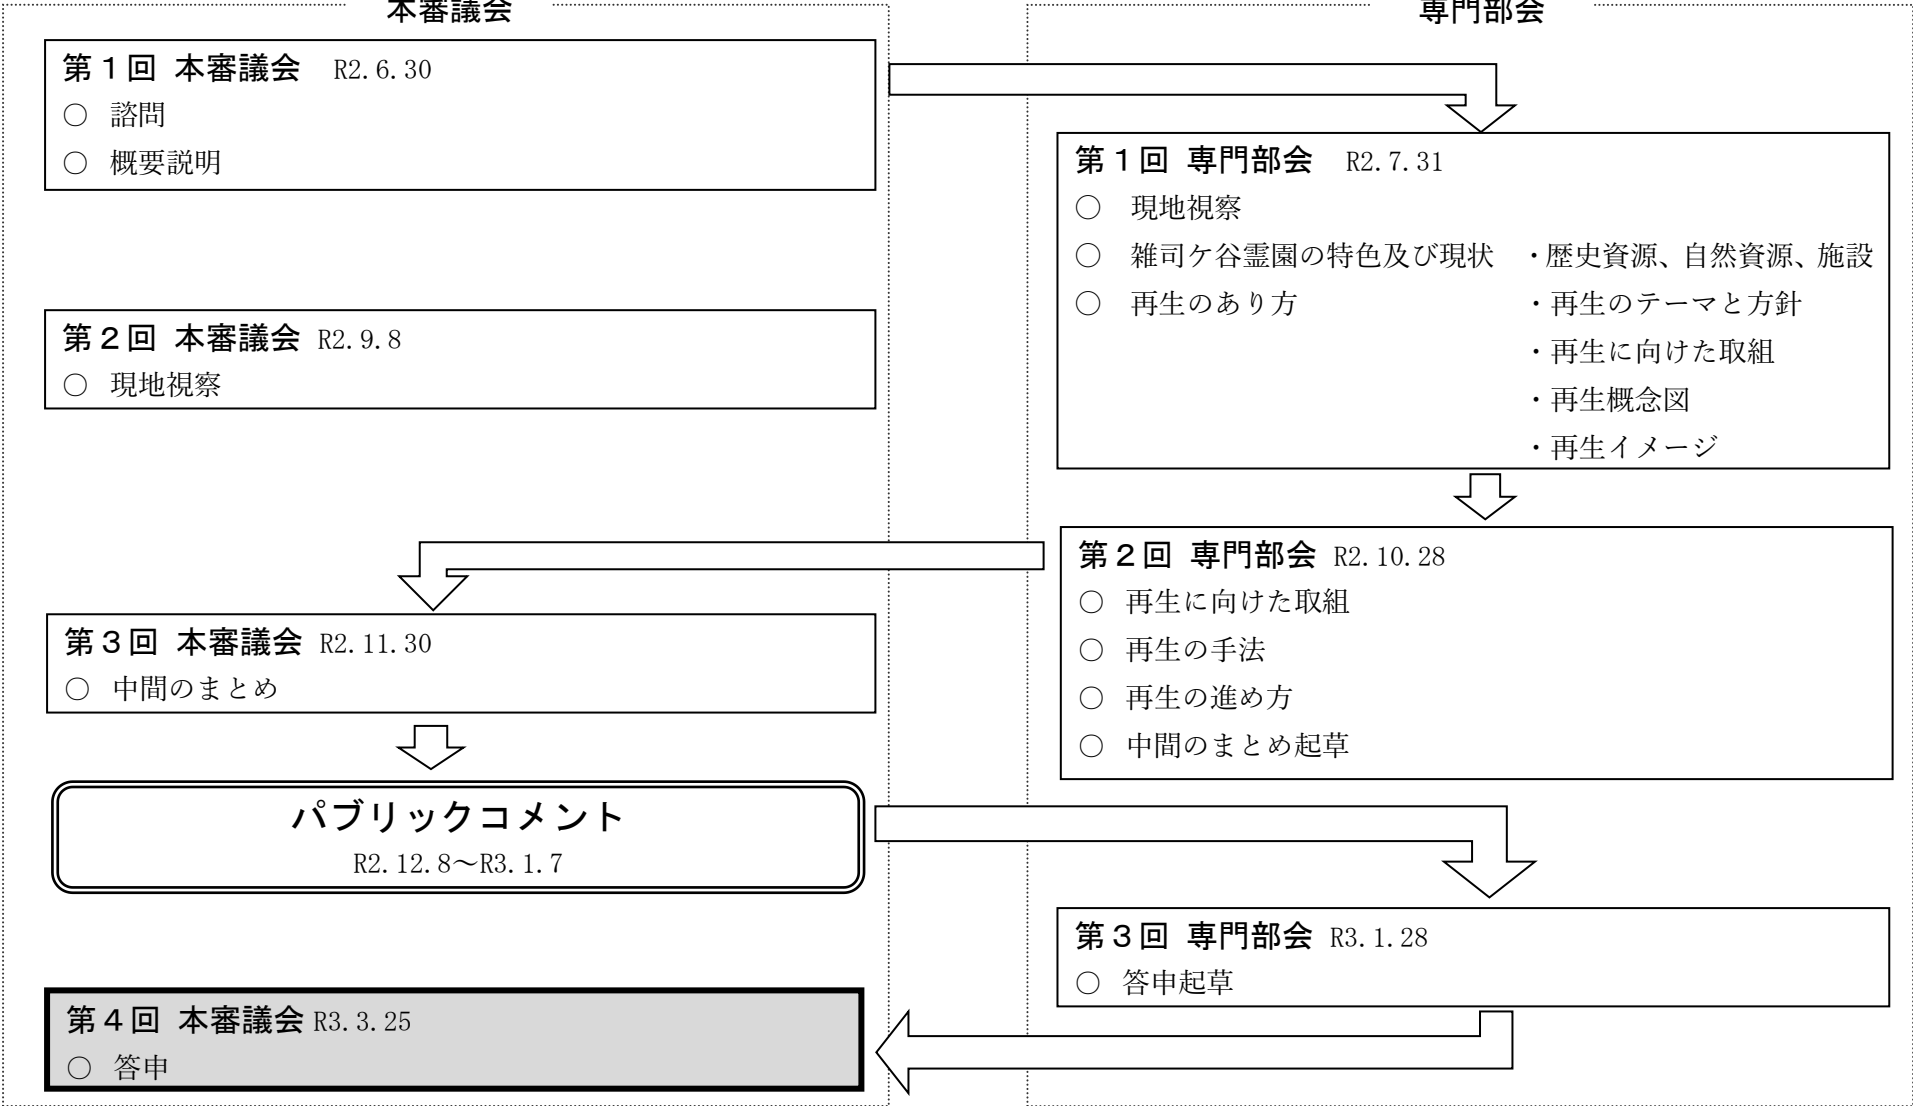 本審議会
第１回 本審議会 R2.6.30
○ 諮問
○ 概要説明
第２回 本審議会 R2.9.8
○ 現地視察
第３回 本審議会 R2.11.30
○ 中間のまとめ
パブリックコメント
R2.12.8～R3.1.7
第４回 本審議会 R3.3.25
○ 答申
専門部会
第１回 専門部会 R2.7.31
○ 現地視察
○ 雑司ケ谷霊園の特色及び現状 ・歴史資源、自然資源、施設
○ 再生のあり方 ・再生のテーマと方針
・再生に向けた取組
・再生概念図
・再生イメージ
第２回 専門部会 R2.10.28
○ 再生に向けた取組
○ 再生の手法
○ 再生の進め方
○ 中間のまとめ起草
第３回 専門部会 R3.1.28
○ 答申起草